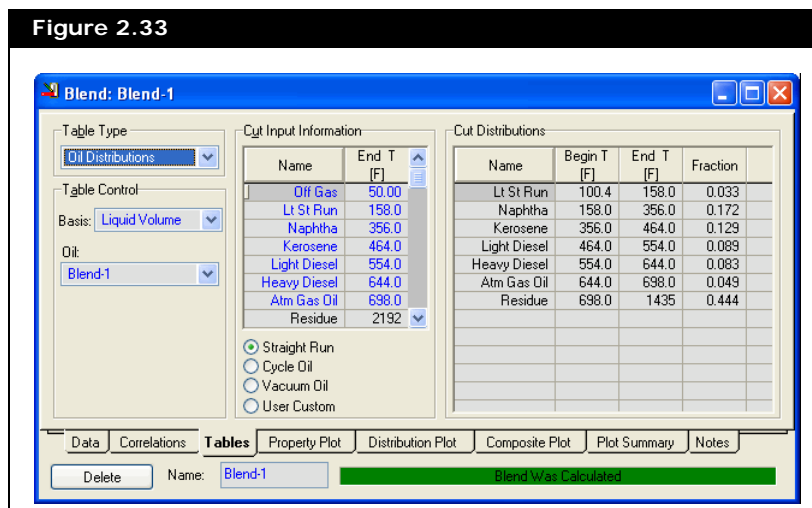 Figure 2.33
Blend: Blend-1
Table Type
Oil Distributions
Table Control
Basis: Liquid Volume
Oil:
Blend-1
Cut Input Information
Name End T [F]
Off Gas 50.00
Lt St Run 158.0
Naphtha 356.0
Kerosene 464.0
Light Diesel 554.0
Heavy Diesel 644.0
Atm Gas Oil 698.0
Residue 2192
Straight Run
Cycle Oil
Vacuum Oil
User Custom
Cut Distributions
Name Begin T [F] End T [F] Fraction
Lt St Run 100.4 158.0 0.033
Naphtha 158.0 356.0 0.172
Kerosene 356.0 464.0 0.129
Light Diesel 464.0 554.0 0.089
Heavy Diesel 554.0 644.0 0.083
Atm Gas Oil 644.0 698.0 0.049
Residue 698.0 1435 0.444
Data Correlations Tables Property Plot Distribution Plot Composite Plot Plot Summary Notes
Delete Name: Blend-1 Blend Was Calculated